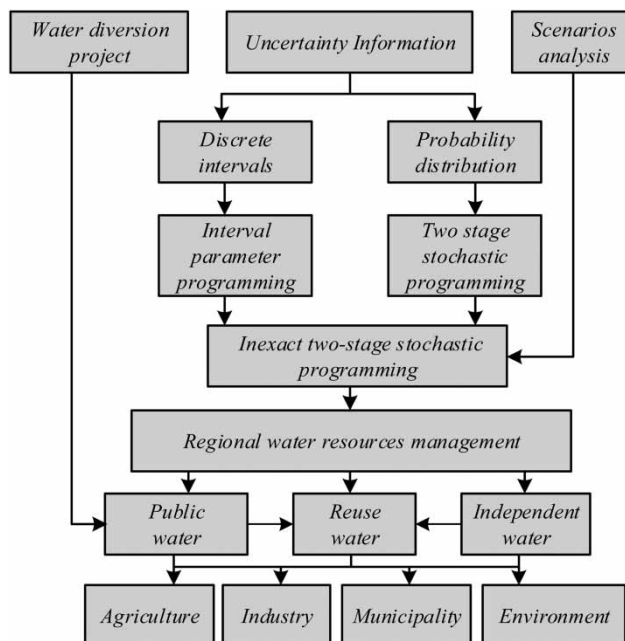 Water diversion
project
Uncertainty Information
Scenarios
analysis
Discrete
intervals
Probability
distribution
Interval
parameter
programming
Two stage
stochastic
programming
Inexact two-stage stochastic
programming
Regional water resources management
Public
water
Reuse
water
Independent
water
Agriculture
Industry
Municipality
Environment